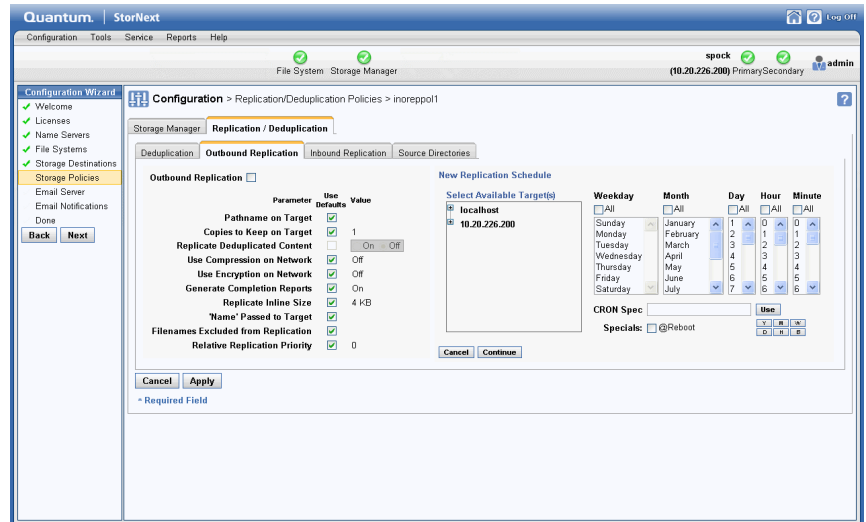 Quantum. | StorNext
Log Off
Configuration Tools Service Reports Help
File System Storage Manager
spock
(10.20.226.200) Primary Secondary
admin
Configuration Wizard
Welcome
Licenses
Name Servers
File Systems
Storage Destinations
Storage Policies
Email Server
Email Notifications
Done
Back Next
Configuration > Replication/Deduplication Policies > inoreppol1
Storage Manager Replication / Deduplication
Deduplication Outbound Replication Inbound Replication Source Directories
Outbound Replication
Parameter Use Defaults Value
Pathname on Target
Copies to Keep on Target 1
Replicate Deduplicated Content On Off
Use Compression on Network Off
Use Encryption on Network Off
Generate Completion Reports On
Replicate Inline Size 4 KB
'Name' Passed to Target
Filenames Excluded from Replication
Relative Replication Priority 0
New Replication Schedule
Select Available Target(s)
localhost
10.20.226.200
Cancel Continue
Weekday Month Day Hour Minute
All All All All All
Sunday January 1 0 0
Monday February 2 1 1
Tuesday March 3 2 2
Wednesday April 4 3 3
Thursday May 5 4 4
Friday June 6 5 5
Saturday July 7 6 6
CRON Spec Use
Specials: @Reboot
Y M W
D H B
Cancel Apply
* Required Field